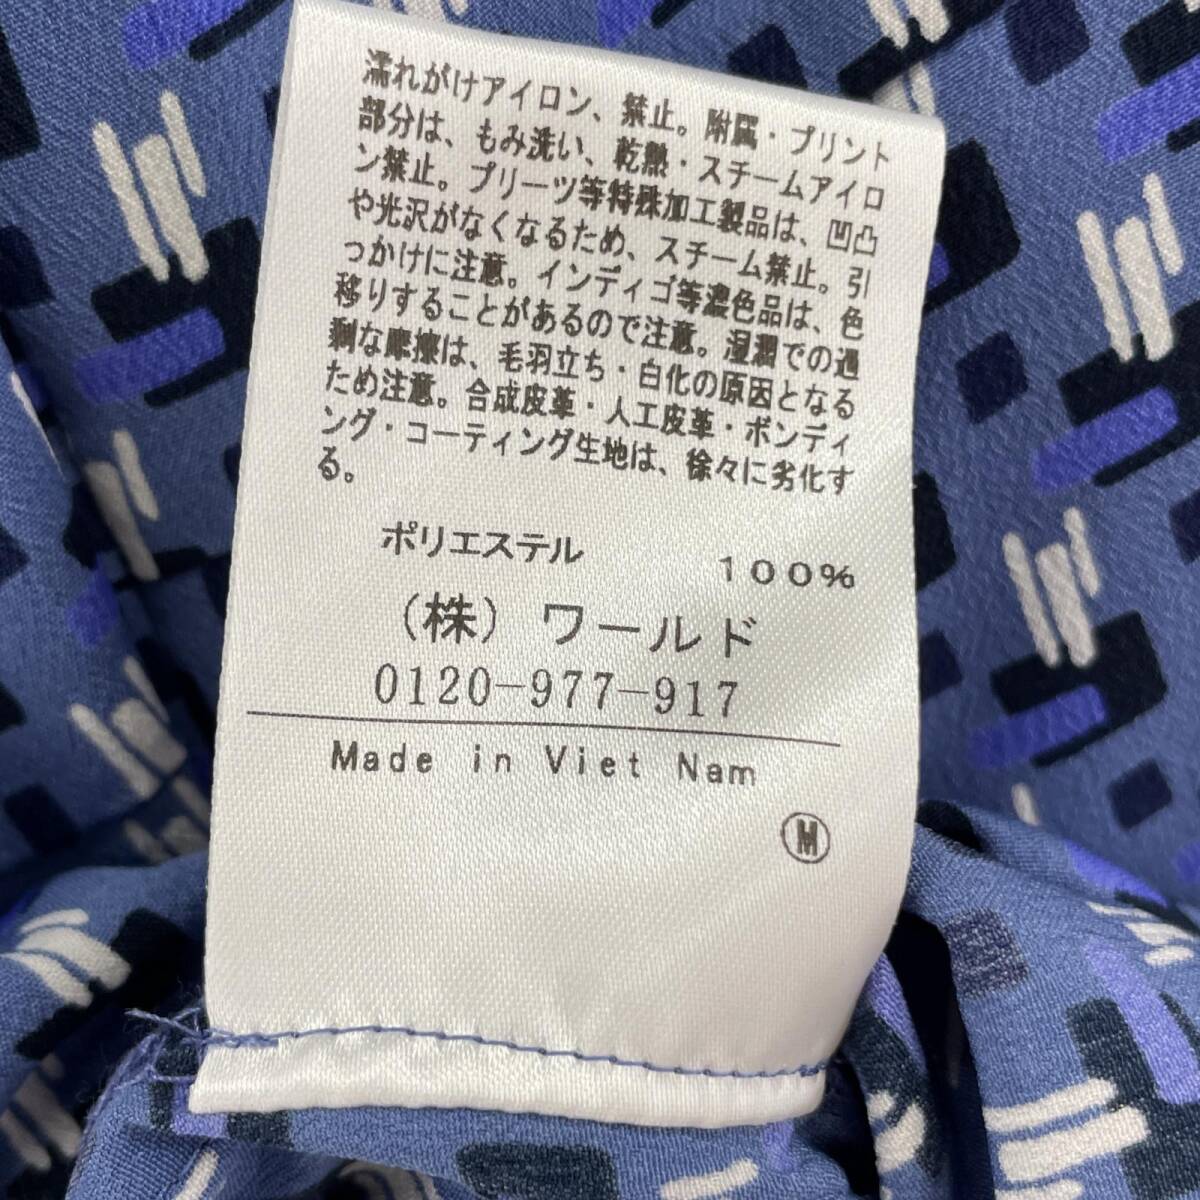 濡れがけアイロン、禁止。附属・プリント
部分は、もみ洗い、乾熱・スチームアイロ
ン禁止。プリーツ等特殊加工製品は、凹凸
や光沢がなくなるため、スチーム禁止。引
っかけに注意。インディゴ等濃色品は、色
移りすることがあるので注意。湿潤での過
剰な摩擦は、毛羽立ち・白化の原因となる
ため注意。合成皮革・人工皮革・ボンディ
ング・コーティング生地は、徐々に劣化す
る。
ポリエステル 100%
(株) ワールド
0120-977-917
Made in Viet Nam
Ⓜ